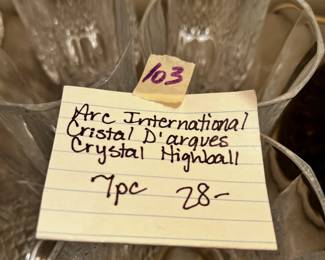 103
Arc International
Cristal D'arques
Crystal Highball
7pc 28-